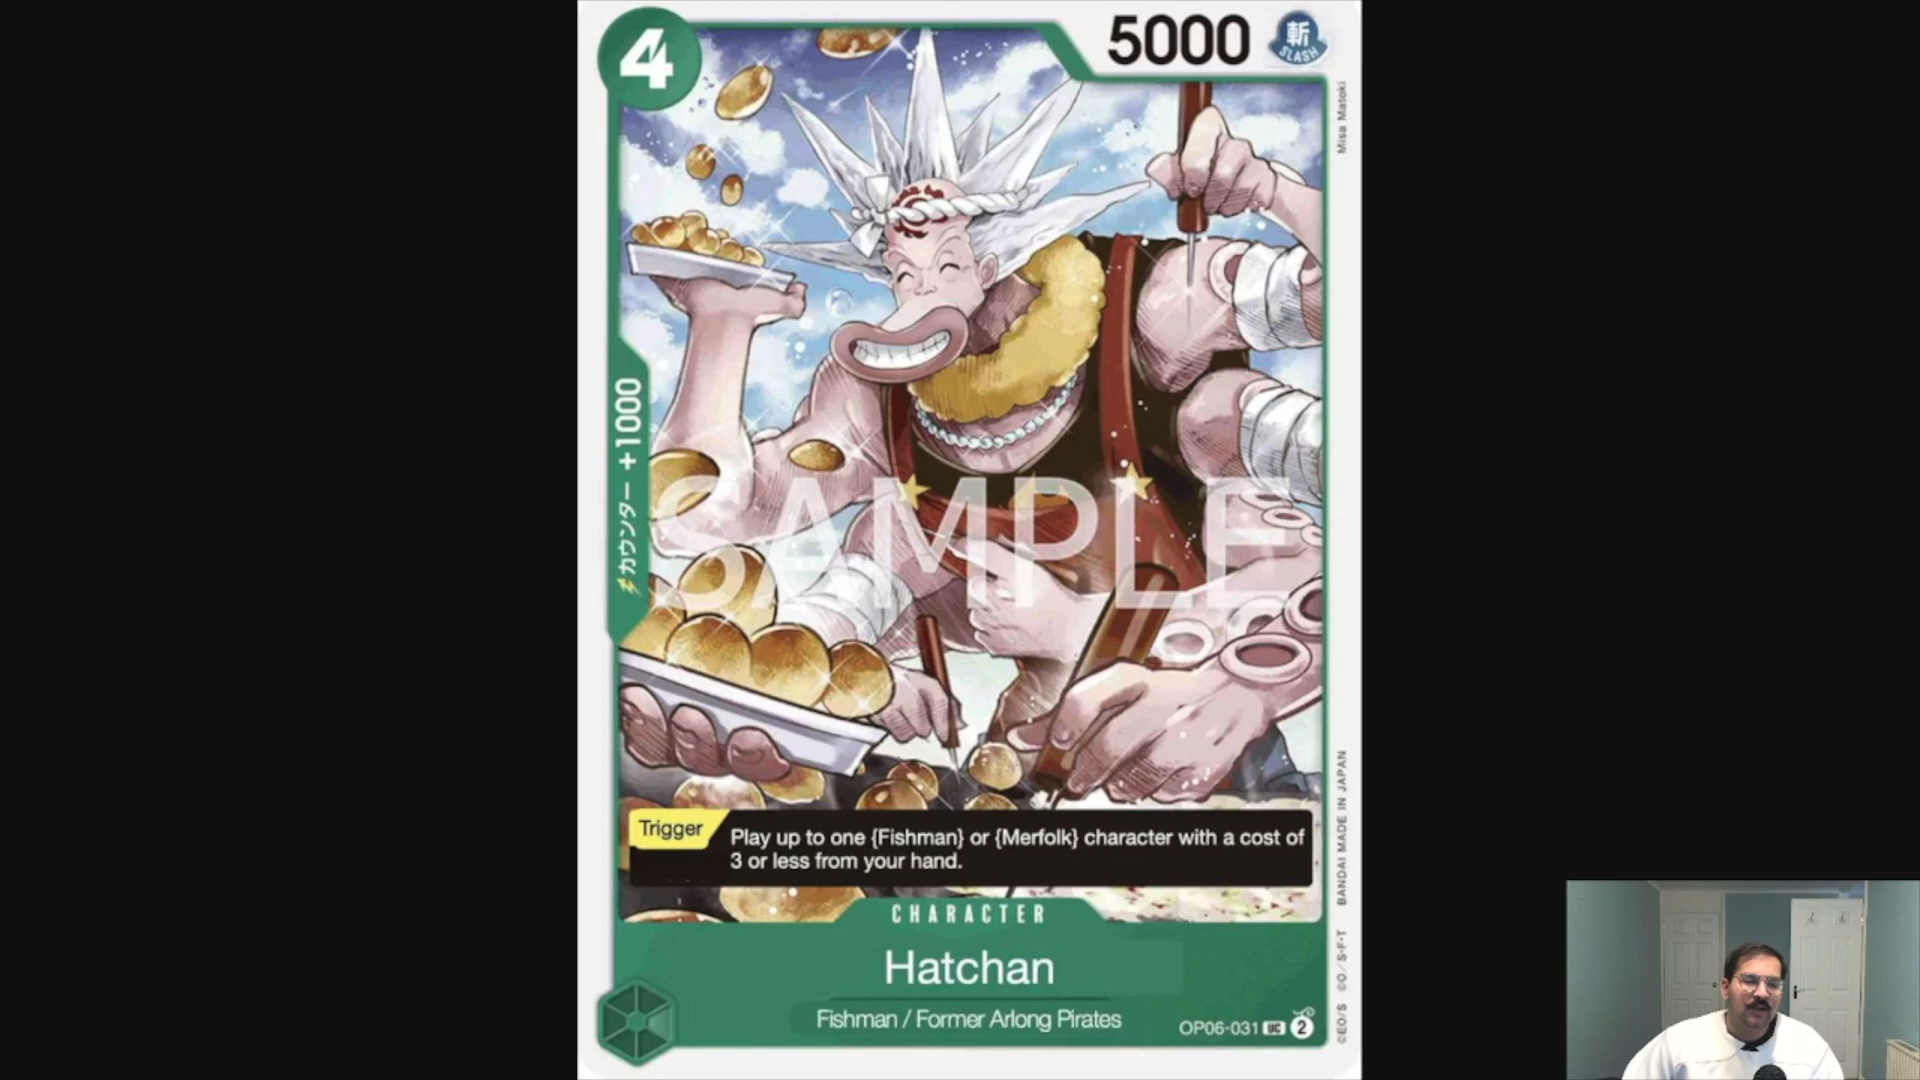 4
5000
斬
SLASH
Misa Matoki
⚡カウンター +1000
SAMPLE
Trigger
Play up to one {Fishman} or {Merfolk} character with a cost of
3 or less from your hand.
CHARACTER
Hatchan
Fishman / Former Arlong Pirates
OP06-031 UC 2
©EO/S ©O/S・F・T BANDAI MADE IN JAPAN